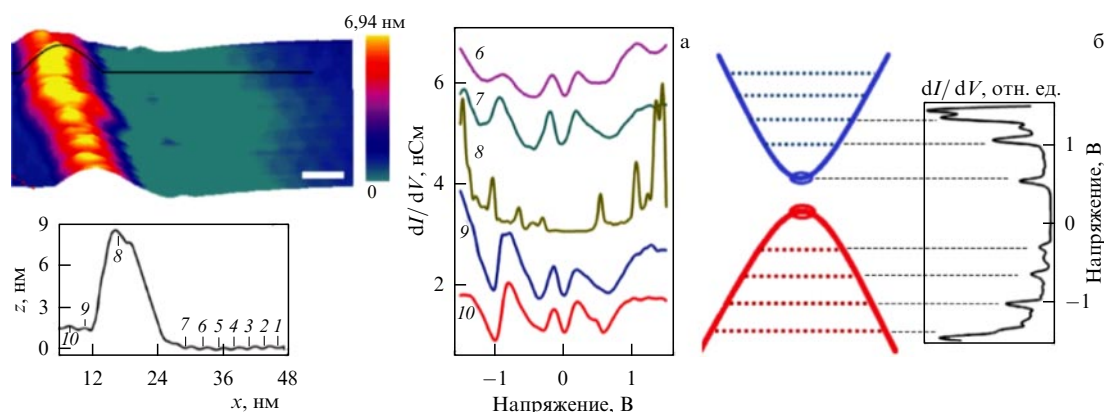 6,94 нм
0
z, нм
9
6
3
0
10 9 8 7 6 5 4 3 2 1
12 24 36 48
x, нм
а
dI/dV, нСм
6
4
2
6
7
8
9
10
−1 0 1
Напряжение, В
б
dI/dV, отн. ед.
1
0
−1
Напряжение, В